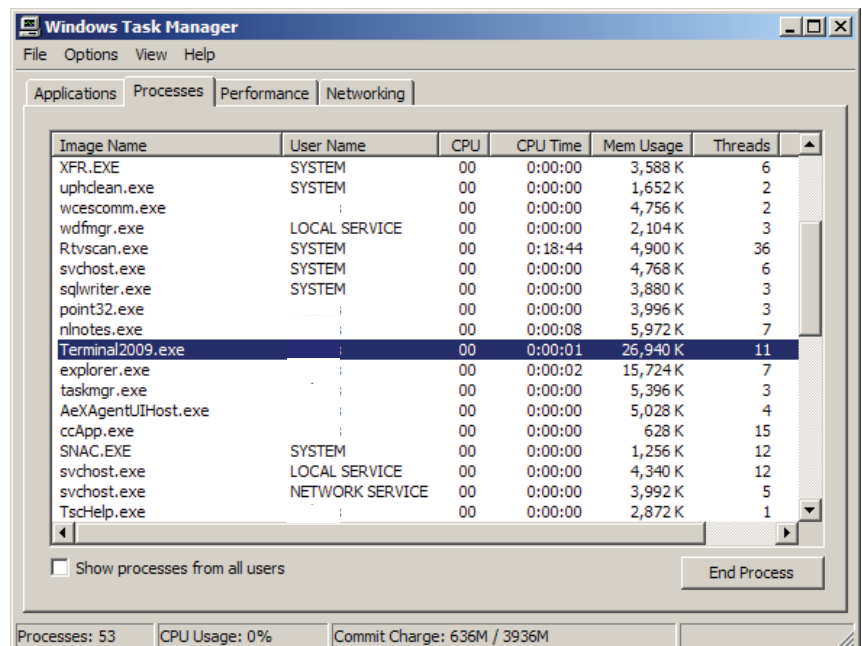 Windows Task Manager
File Options View Help
Applications Processes Performance Networking
Image Name User Name CPU CPU Time Mem Usage Threads
XFR.EXE SYSTEM 00 0:00:00 3,588 K 6
uphclean.exe SYSTEM 00 0:00:00 1,652 K 2
wcescomm.exe 00 0:00:00 4,756 K 2
wdfmgr.exe LOCAL SERVICE 00 0:00:00 2,104 K 3
Rtvscan.exe SYSTEM 00 0:18:44 4,900 K 36
svchost.exe SYSTEM 00 0:00:00 4,768 K 6
sqlwriter.exe SYSTEM 00 0:00:00 3,880 K 3
point32.exe 00 0:00:00 3,996 K 3
nlnotes.exe 00 0:00:08 5,972 K 7
Terminal2009.exe 00 0:00:01 26,940 K 11
explorer.exe 00 0:00:02 15,724 K 7
taskmgr.exe 00 0:00:00 5,396 K 3
AeXAgentUIHost.exe 00 0:00:00 5,028 K 4
ccApp.exe 00 0:00:00 628 K 15
SNAC.EXE SYSTEM 00 0:00:00 1,256 K 12
svchost.exe LOCAL SERVICE 00 0:00:00 4,340 K 12
svchost.exe NETWORK SERVICE 00 0:00:00 3,992 K 5
TscHelp.exe 00 0:00:00 2,872 K 1
Show processes from all users
End Process
Processes: 53 CPU Usage: 0% Commit Charge: 636M / 3936M